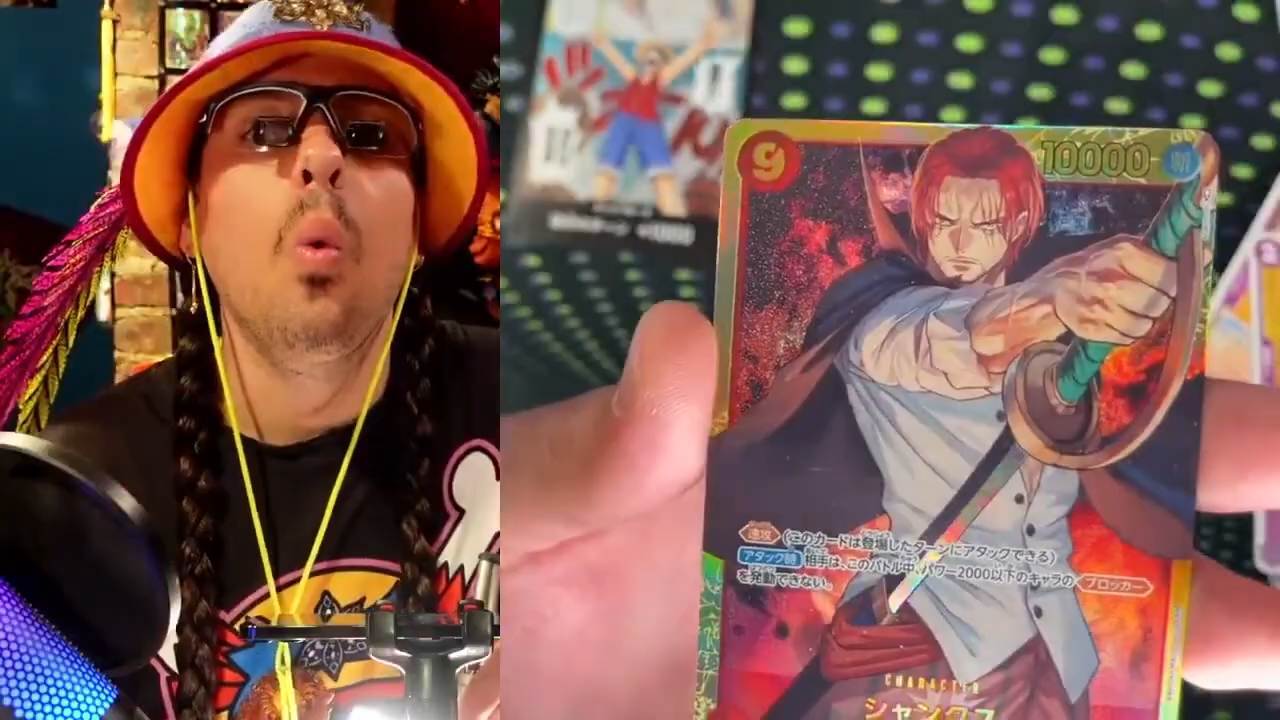 9
10000
速攻 (このカードは登場したターンにアタックできる)
アタック時 相手は、このバトル中、パワー2000以下のキャラの ブロッカー
を発動できない。
CHARACTER
シャンクス